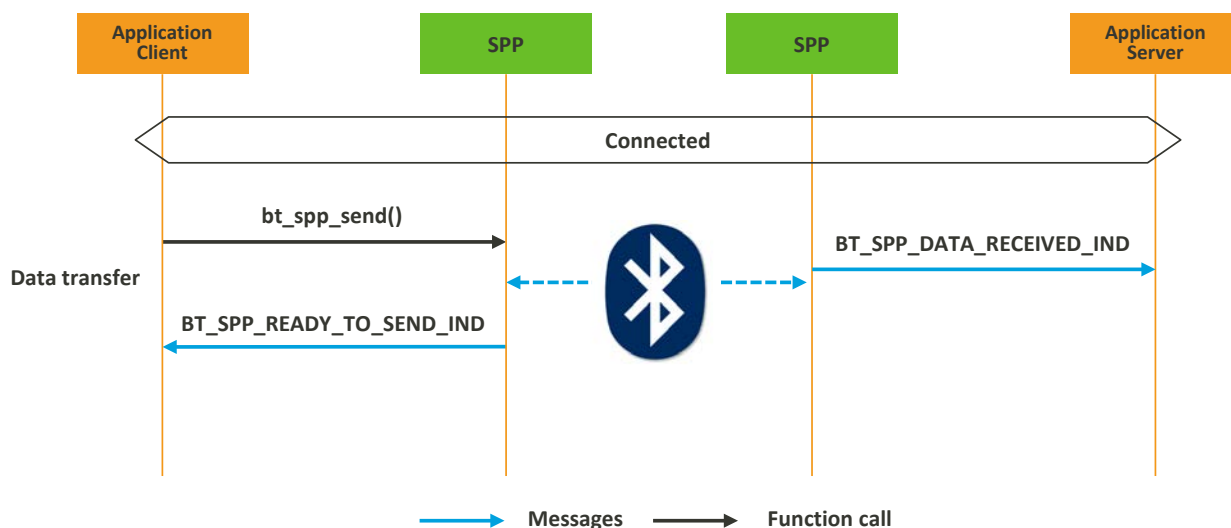 Application
Client
SPP
SPP
Application
Server
Connected
bt_spp_send()
BT_SPP_DATA_RECEIVED_IND
Data transfer
BT_SPP_READY_TO_SEND_IND
Messages
Function call